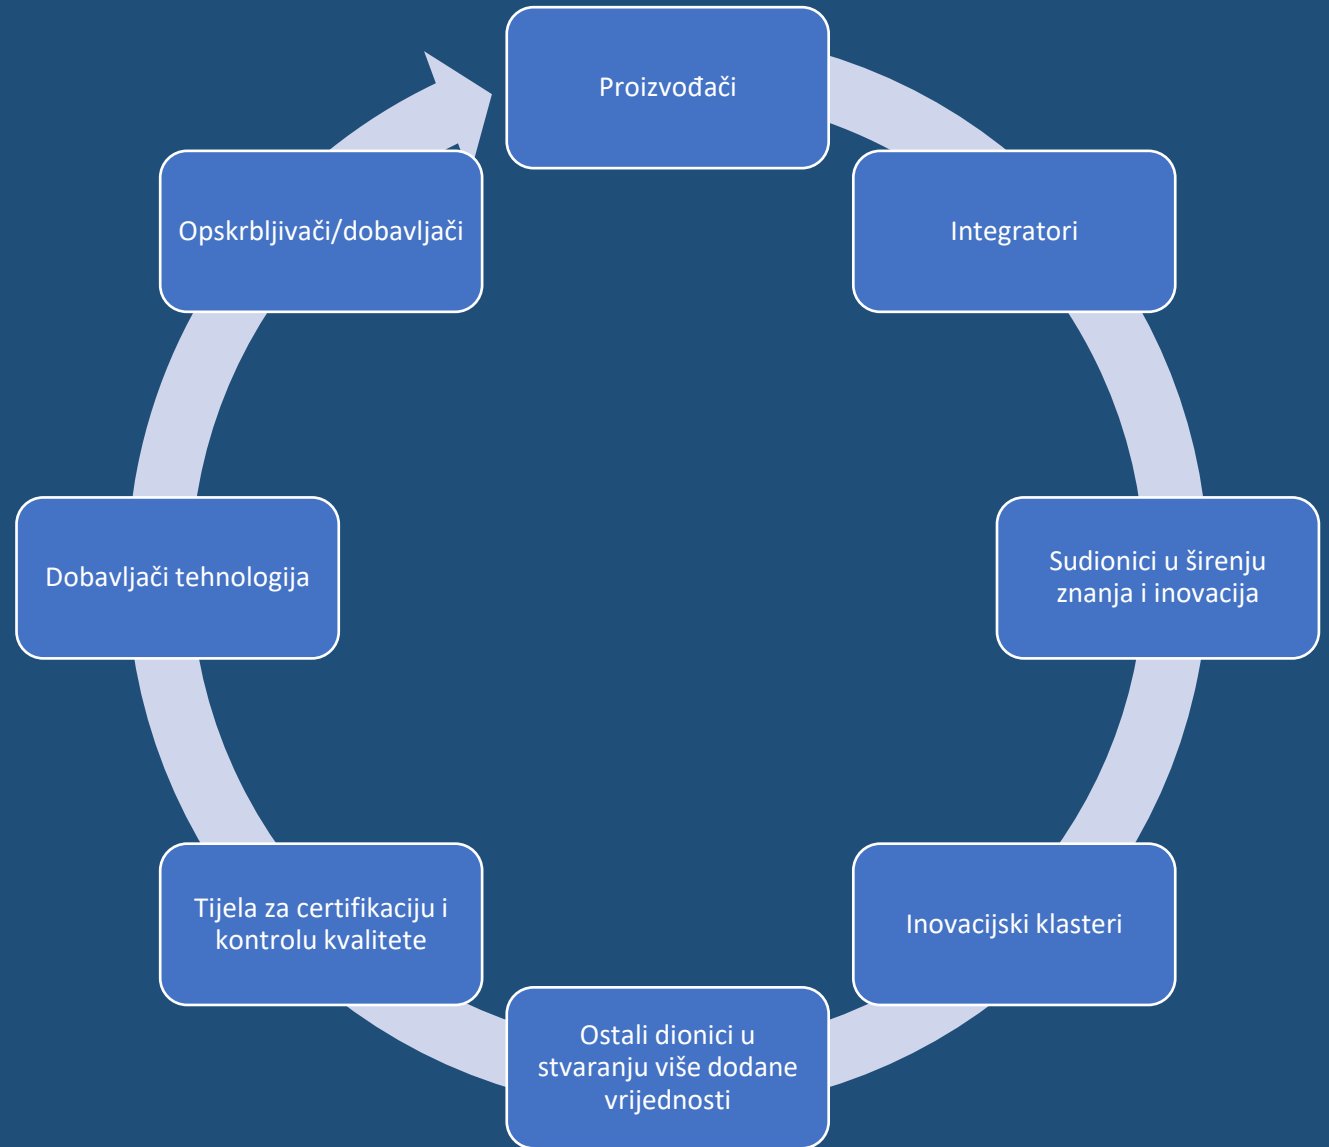 Proizvođači
Integratori
Sudionici u širenju
znanja i inovacija
Inovacijski klasteri
Ostali dionici u
stvaranju više dodane
vrijednosti
Tijela za certifikaciju i
kontrolu kvalitete
Dobavljači tehnologija
Opskrbljivači/dobavljači